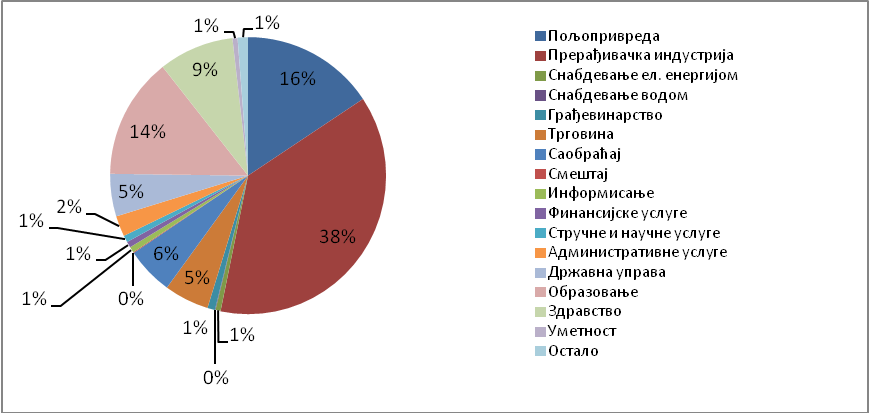 1%
1%
9%
16%
14%
5%
2%
38%
1%
6%
1%
5%
1%
0%
1%
1%
0%
Пољопривреда
Прерађивачка индустрија
Снабдевање ел. енергијом
Снабдевање водом
Грађевинарство
Трговина
Саобраћај
Смештај
Информисање
Финансијске услуге
Стручне и научне услуге
Административне услуге
Државна управа
Образовање
Здравство
Уметност
Остало